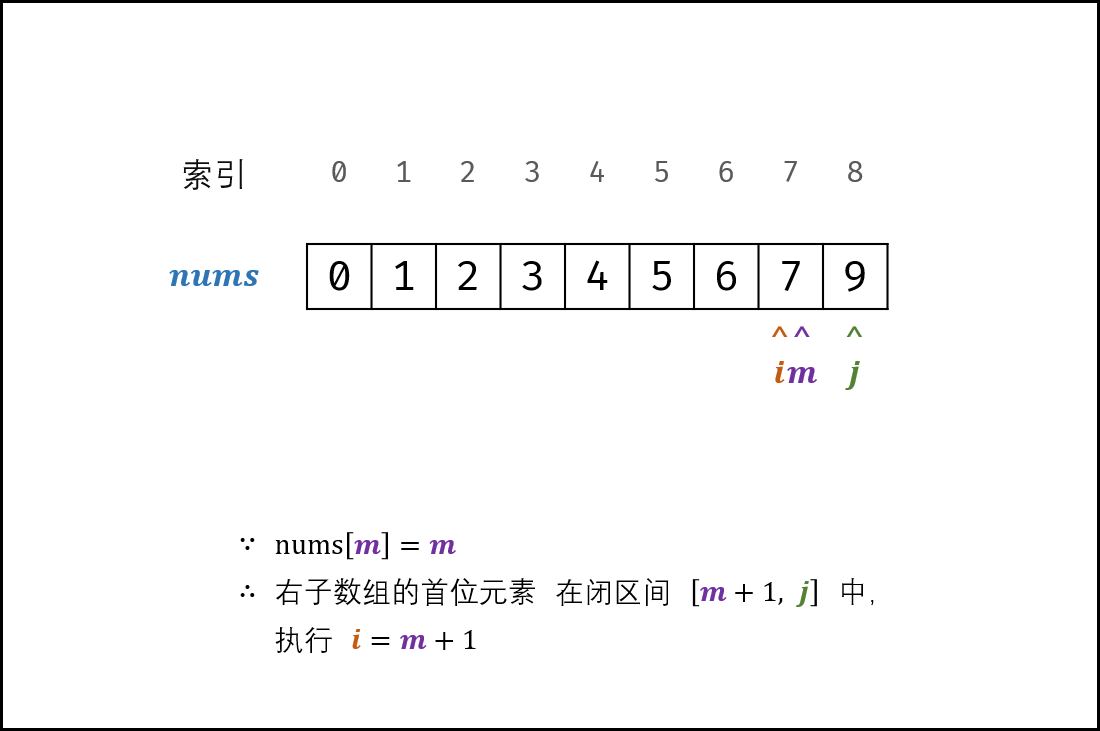 索引 0 1 2 3 4 5 6 7 8
nums 0 1 2 3 4 5 6 7 9
^ ^ ^
i m j
∵ nums[m] = m
∴ 右子数组的首位元素 在闭区间 [m + 1, j] 中,
执行 i = m + 1